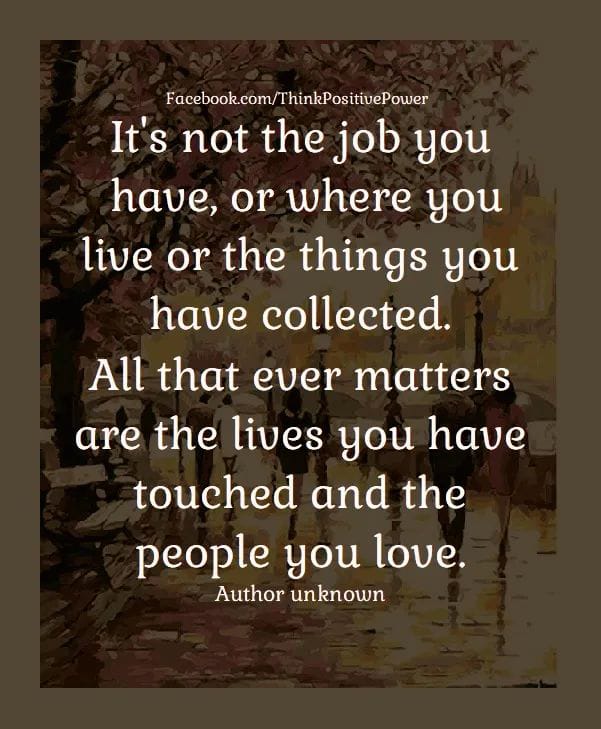 Facebook.com/ThinkPositivePower
It's not the job you
have, or where you
live or the things you
have collected.
All that ever matters
are the lives you have
touched and the
people you love.
Author unknown